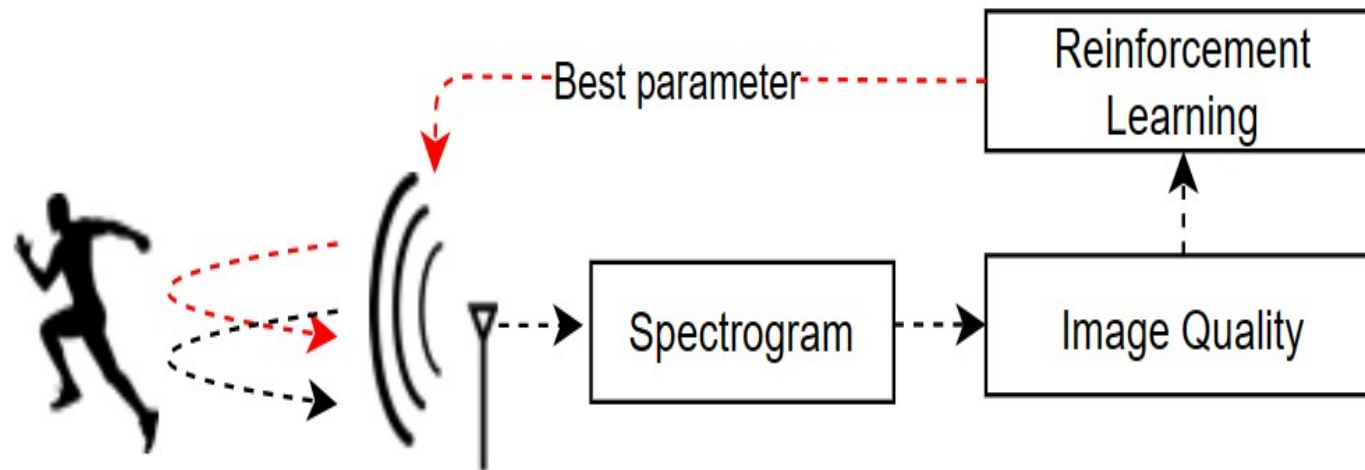 Reinforcement
Learning
Best parameter
Spectrogram
Image Quality